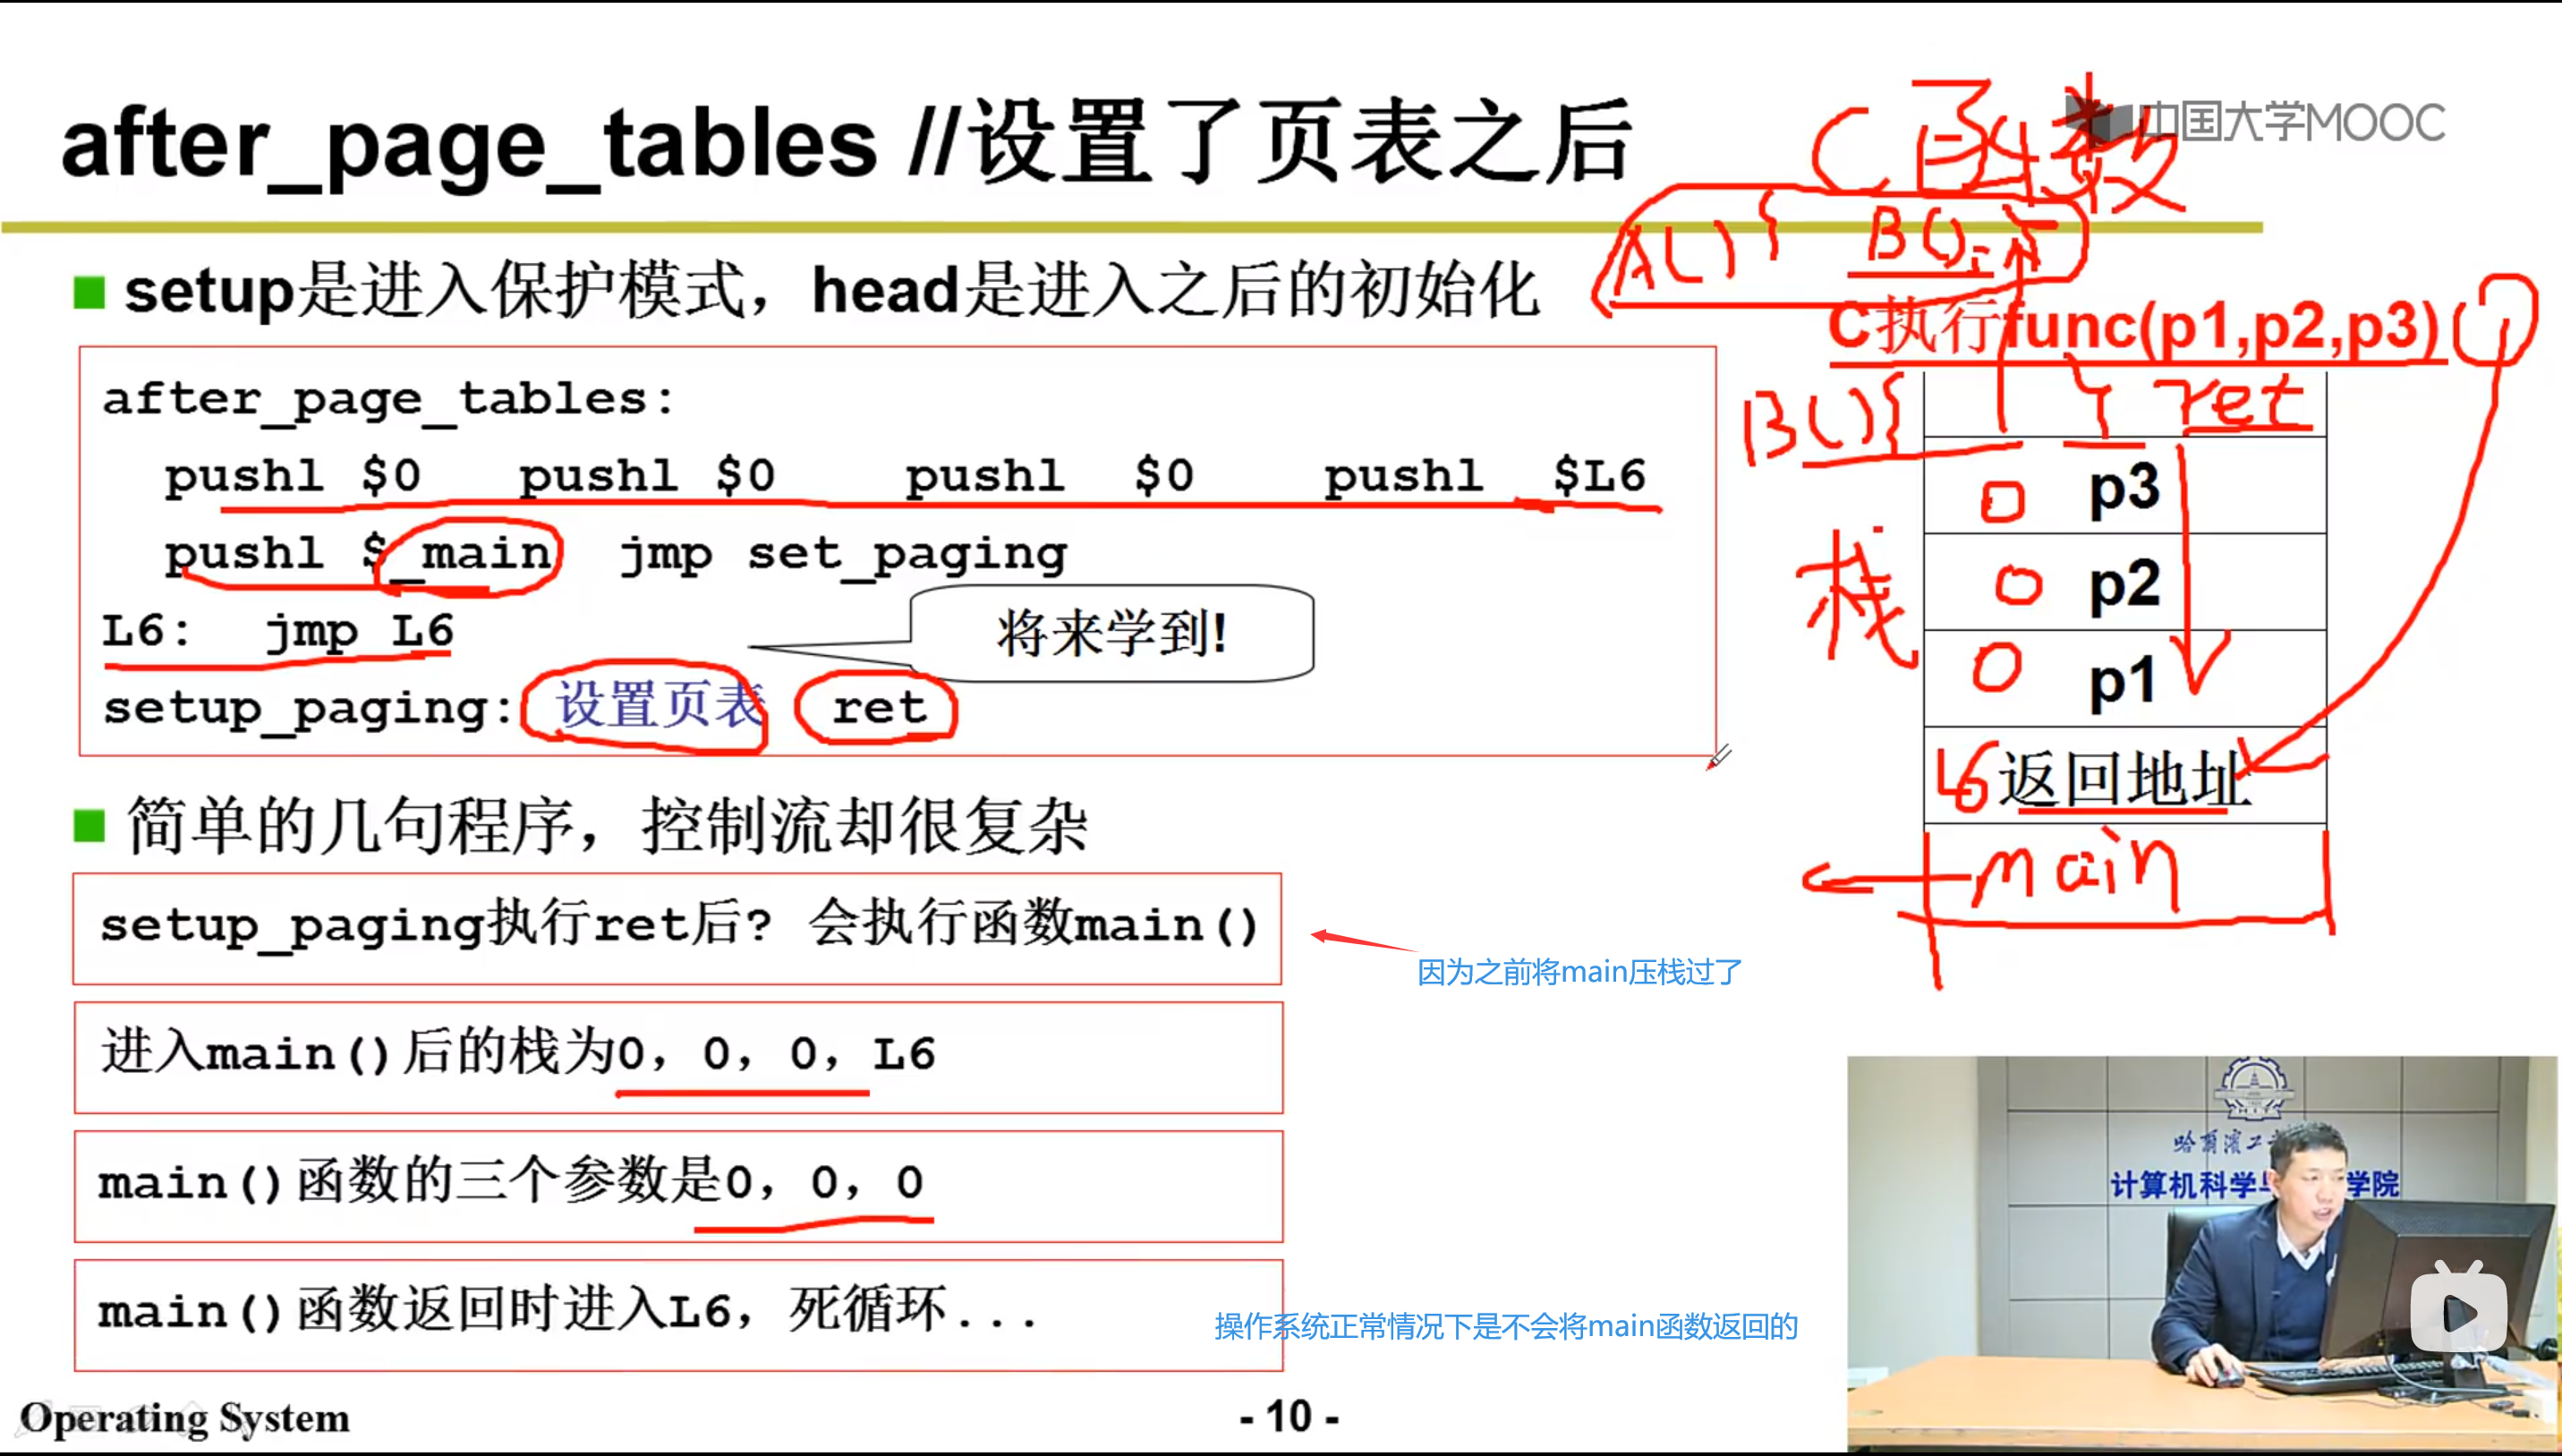 after_page_tables //设置了页表之后
中国大学MOOC
C函数
A(){ B(); }
setup是进入保护模式，head是进入之后的初始化
C执行func(p1,p2,p3)
after_page_tables:
pushl $0 pushl $0 pushl $0 pushl $L6
pushl $_main jmp set_paging
L6: jmp L6
将来学到!
setup_paging: 设置页表 ret
B(){ } ret
栈
p3
p2
p1
L6 返回地址
main
简单的几句程序，控制流却很复杂
setup_paging执行ret后? 会执行函数main()
因为之前将main压栈过了
进入main()后的栈为0, 0, 0, L6
main()函数的三个参数是0, 0, 0
main()函数返回时进入L6, 死循环...
操作系统正常情况下是不会将main函数返回的
计算机科学与
学院
Operating System
- 10 -